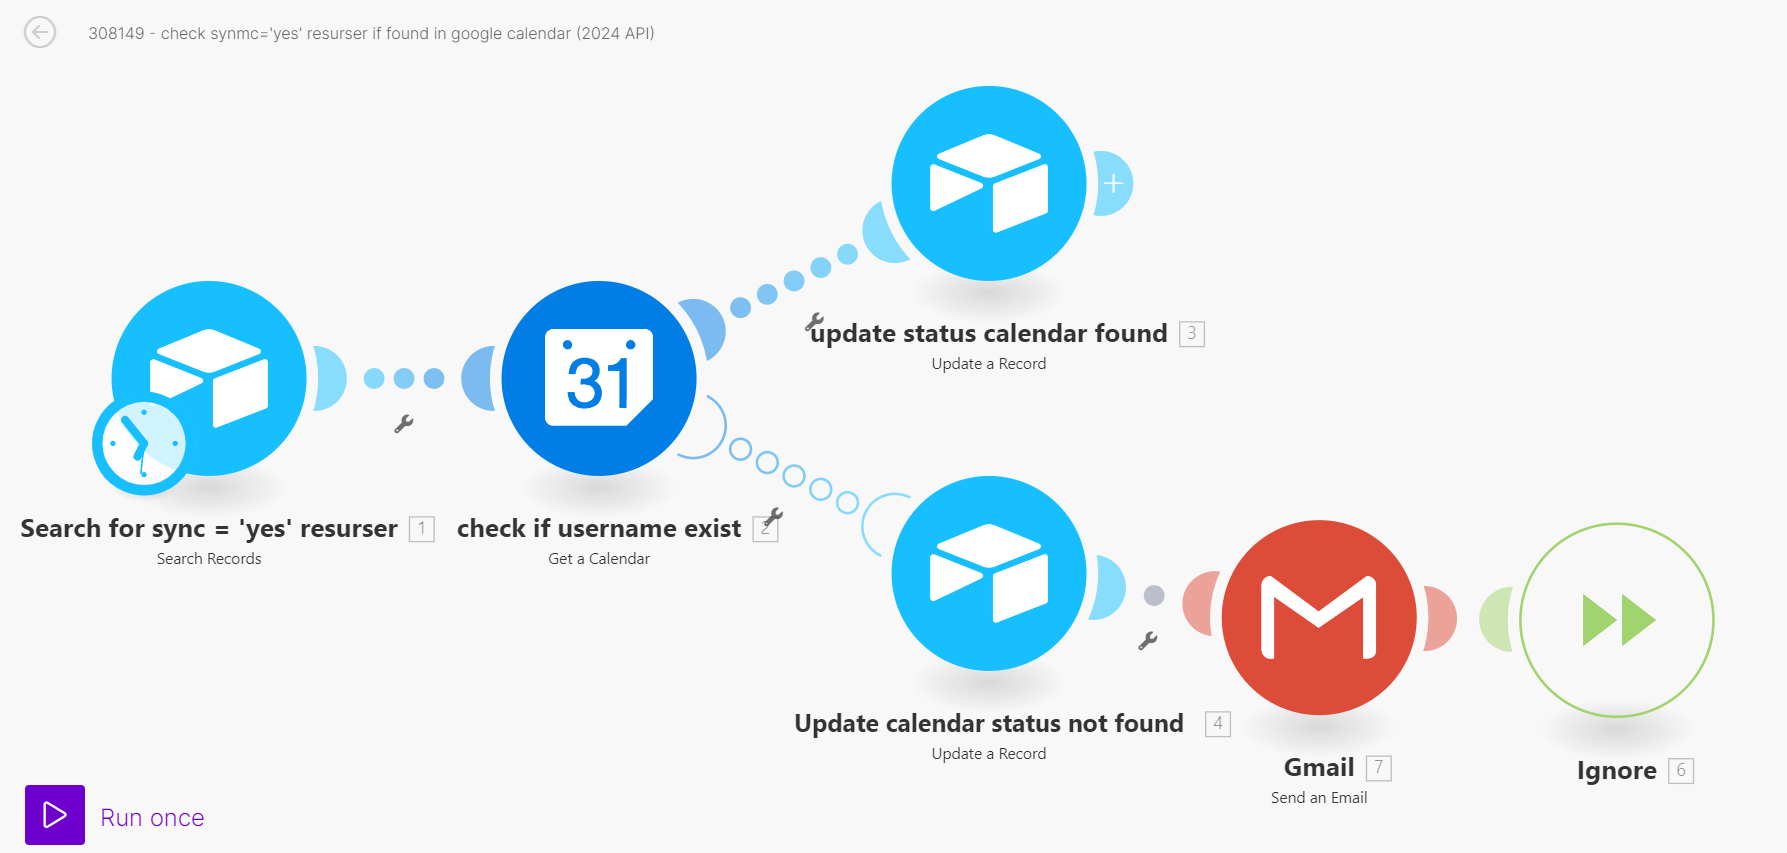 308149 - check synmc='yes' resurser if found in google calendar (2024 API)
update status calendar found 3
Update a Record
31
Search for sync = 'yes' resurser 1
Search Records
check if username exist 2
Get a Calendar
Update calendar status not found 4
Update a Record
Gmail 7
Send an Email
Ignore 6
Run once